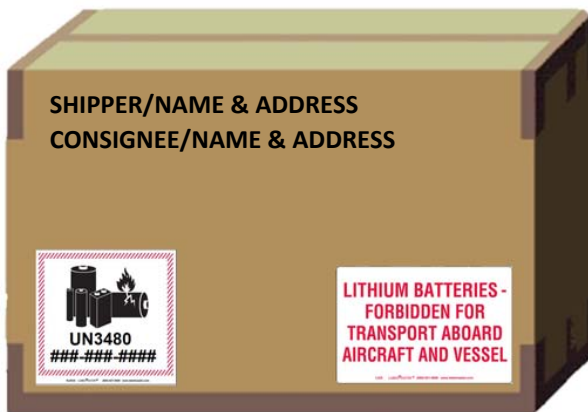 SHIPPER/NAME & ADDRESS
CONSIGNEE/NAME & ADDRESS
UN3480
###-###-####
LITHIUM BATTERIES -
FORBIDDEN FOR
TRANSPORT ABOARD
AIRCRAFT AND VESSEL